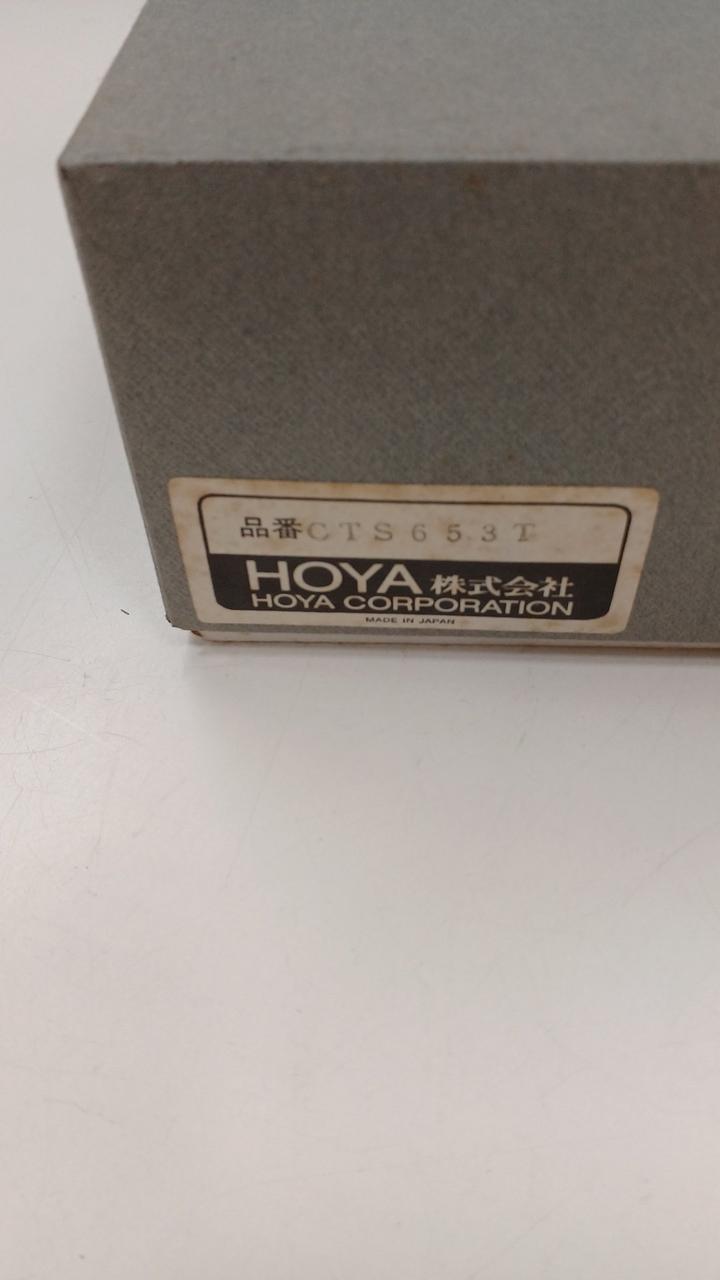 品番CTS653T
HOYA 株式会社
HOYA CORPORATION
MADE IN JAPAN